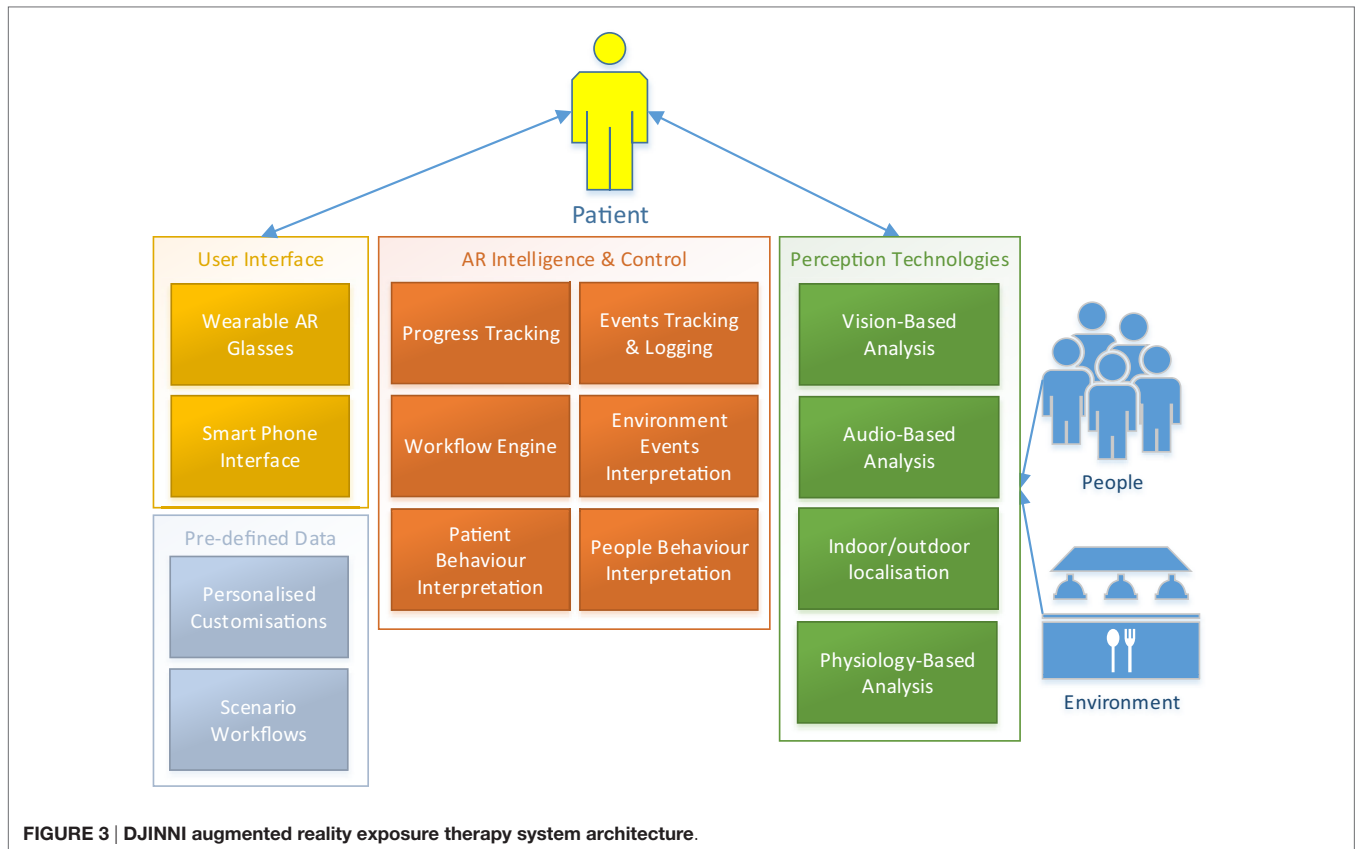 Patient
User Interface
Wearable AR
Glasses
Smart Phone
Interface
Pre-defined Data
Personalised
Customisations
Scenario
Workflows
AR Intelligence & Control
Progress Tracking
Events Tracking
& Logging
Workflow Engine
Environment
Events
Interpretation
Patient
Behaviour
Interpretation
People Behaviour
Interpretation
Perception Technologies
Vision-Based
Analysis
Audio-Based
Analysis
Indoor/outdoor
localisation
Physiology-Based
Analysis
People
Environment
FIGURE 3 | DJINNI augmented reality exposure therapy system architecture.